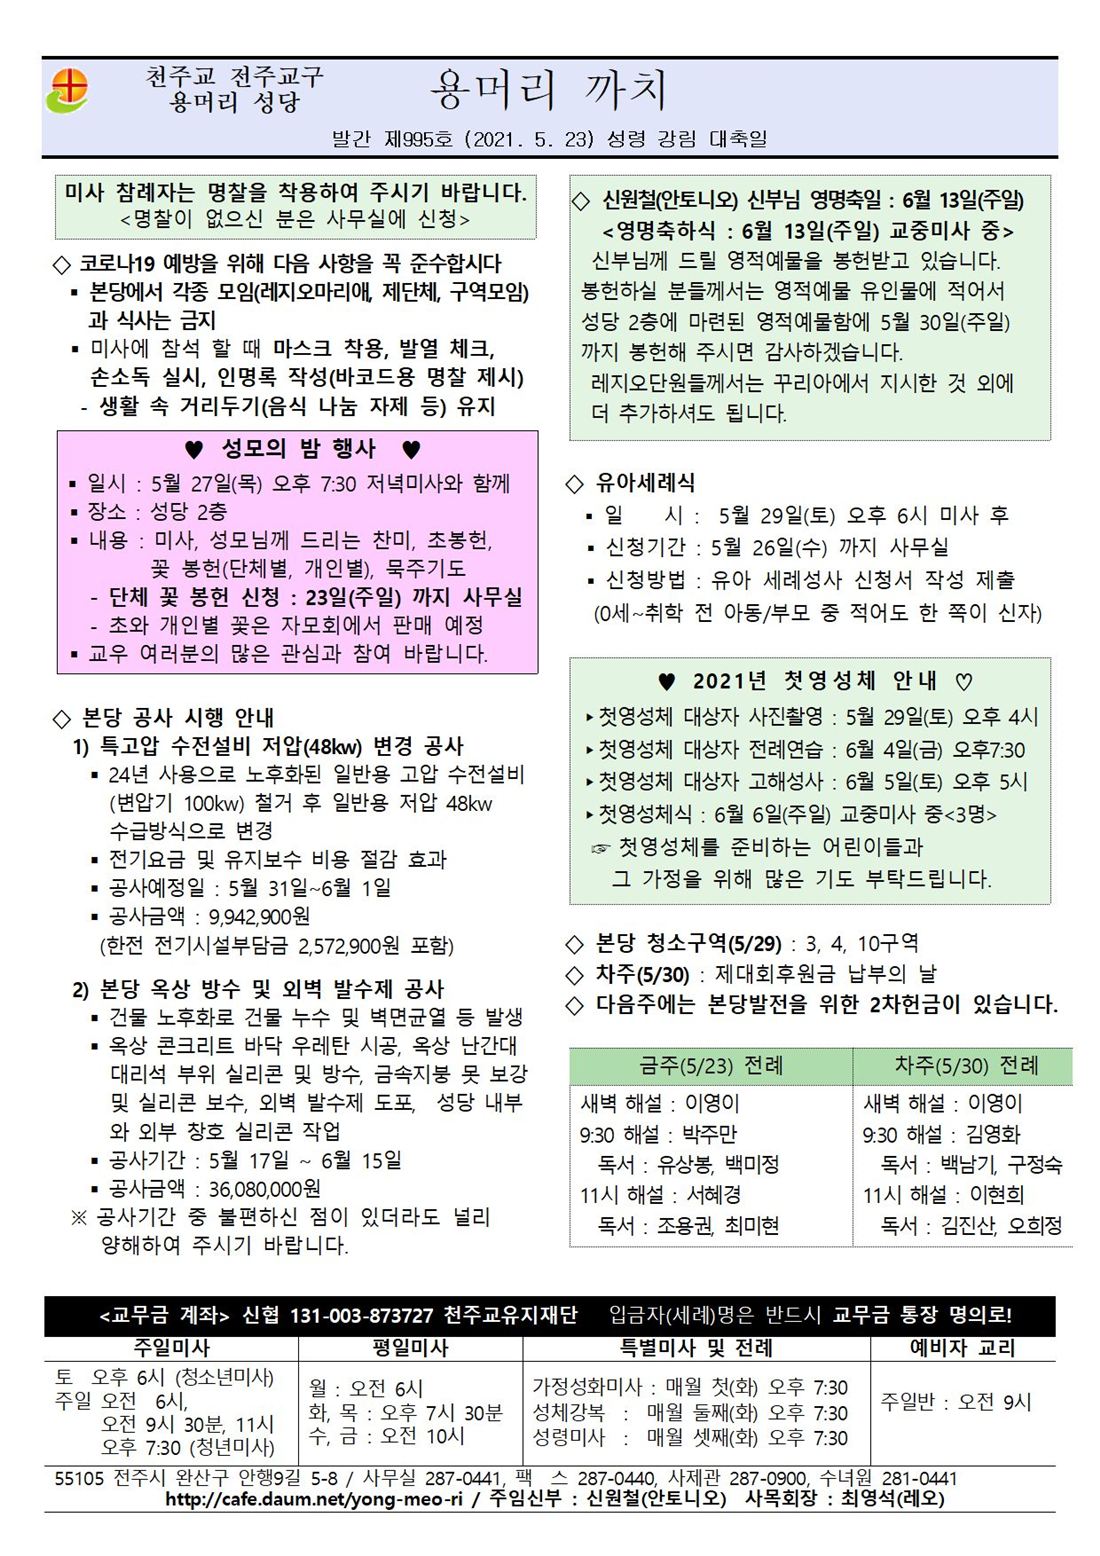 천주교 전주교구
용머리 성당
용머리 까치
발간 제995호 (2021. 5. 23) 성령 강림 대축일
미사 참례자는 명찰을 착용하여 주시기 바랍니다.
<명찰이 없으신 분은 사무실에 신청>
◇ 코로나19 예방을 위해 다음 사항을 꼭 준수합시다
▪ 본당에서 각종 모임(레지오마리애, 제단체, 구역모임)
과 식사는 금지
▪ 미사에 참석 할 때 마스크 착용, 발열 체크,
손소독 실시, 인명록 작성(바코드용 명찰 제시)
- 생활 속 거리두기(음식 나눔 자제 등) 유지
♥ 성모의 밤 행사 ♥
▪ 일시 : 5월 27일(목) 오후 7:30 저녁미사와 함께
▪ 장소 : 성당 2층
▪ 내용 : 미사, 성모님께 드리는 찬미, 초봉헌,
꽃 봉헌(단체별, 개인별), 묵주기도
- 단체 꽃 봉헌 신청 : 23일(주일) 까지 사무실
- 초와 개인별 꽃은 자모회에서 판매 예정
▪ 교우 여러분의 많은 관심과 참여 바랍니다.
◇ 본당 공사 시행 안내
1) 특고압 수전설비 저압(48kw) 변경 공사
▪ 24년 사용으로 노후화된 일반용 고압 수전설비
(변압기 100kw) 철거 후 일반용 저압 48kw
수급방식으로 변경
▪ 전기요금 및 유지보수 비용 절감 효과
▪ 공사예정일 : 5월 31일~6월 1일
▪ 공사금액 : 9,942,900원
(한전 전기시설부담금 2,572,900원 포함)
2) 본당 옥상 방수 및 외벽 발수제 공사
▪ 건물 노후화로 건물 누수 및 벽면균열 등 발생
▪ 옥상 콘크리트 바닥 우레탄 시공, 옥상 난간대
대리석 부위 실리콘 및 방수, 금속지붕 못 보강
및 실리콘 보수, 외벽 발수제 도포, 성당 내부
와 외부 창호 실리콘 작업
▪ 공사기간 : 5월 17일 ~ 6월 15일
▪ 공사금액 : 36,080,000원
※ 공사기간 중 불편하신 점이 있더라도 널리
양해하여 주시기 바랍니다.
◇ 신원철(안토니오) 신부님 영명축일 : 6월 13일(주일)
<영명축하식 : 6월 13일(주일) 교중미사 중>
신부님께 드릴 영적예물을 봉헌받고 있습니다.
봉헌하실 분들께서는 영적예물 유인물에 적어서
성당 2층에 마련된 영적예물함에 5월 30일(주일)
까지 봉헌해 주시면 감사하겠습니다.
레지오단원들께서는 꾸리아에서 지시한 것 외에
더 추가하셔도 됩니다.
◇ 유아세례식
▪ 일 시 : 5월 29일(토) 오후 6시 미사 후
▪ 신청기간 : 5월 26일(수) 까지 사무실
▪ 신청방법 : 유아 세례성사 신청서 작성 제출
(0세~취학 전 아동/부모 중 적어도 한 쪽이 신자)
♥ 2021년 첫영성체 안내 ♡
▸첫영성체 대상자 사진촬영 : 5월 29일(토) 오후 4시
▸첫영성체 대상자 전례연습 : 6월 4일(금) 오후7:30
▸첫영성체 대상자 고해성사 : 6월 5일(토) 오후 5시
▸첫영성체식 : 6월 6일(주일) 교중미사 중<3명>
☞ 첫영성체를 준비하는 어린이들과
그 가정을 위해 많은 기도 부탁드립니다.
◇ 본당 청소구역(5/29) : 3, 4, 10구역
◇ 차주(5/30) : 제대회후원금 납부의 날
◇ 다음주에는 본당발전을 위한 2차헌금이 있습니다.
금주(5/23) 전례
새벽 해설 : 이영이
9:30 해설 : 박주만
독서 : 유상봉, 백미정
11시 해설 : 서혜경
독서 : 조용권, 최미현
차주(5/30) 전례
새벽 해설 : 이영이
9:30 해설 : 김영화
독서 : 백남기, 구정숙
11시 해설 : 이현희
독서 : 김진산, 오희정
<교무금 계좌> 신협 131-003-873727 천주교유지재단 입금자(세례)명은 반드시 교무금 통장 명의로!
주일미사
토 오후 6시 (청소년미사)
주일 오전 6시,
오전 9시 30분, 11시
오후 7:30 (청년미사)
평일미사
월 : 오전 6시
화, 목 : 오후 7시 30분
수, 금 : 오전 10시
특별미사 및 전례
가정성화미사 : 매월 첫(화) 오후 7:30
성체강복 : 매월 둘째(화) 오후 7:30
성령미사 : 매월 셋째(화) 오후 7:30
예비자 교리
주일반 : 오전 9시
55105 전주시 완산구 안행9길 5-8 / 사무실 287-0441, 팩 스 287-0440, 사제관 287-0900, 수녀원 281-0441
http://cafe.daum.net/yong-meo-ri / 주임신부 : 신원철(안토니오) 사목회장 : 최영석(레오)